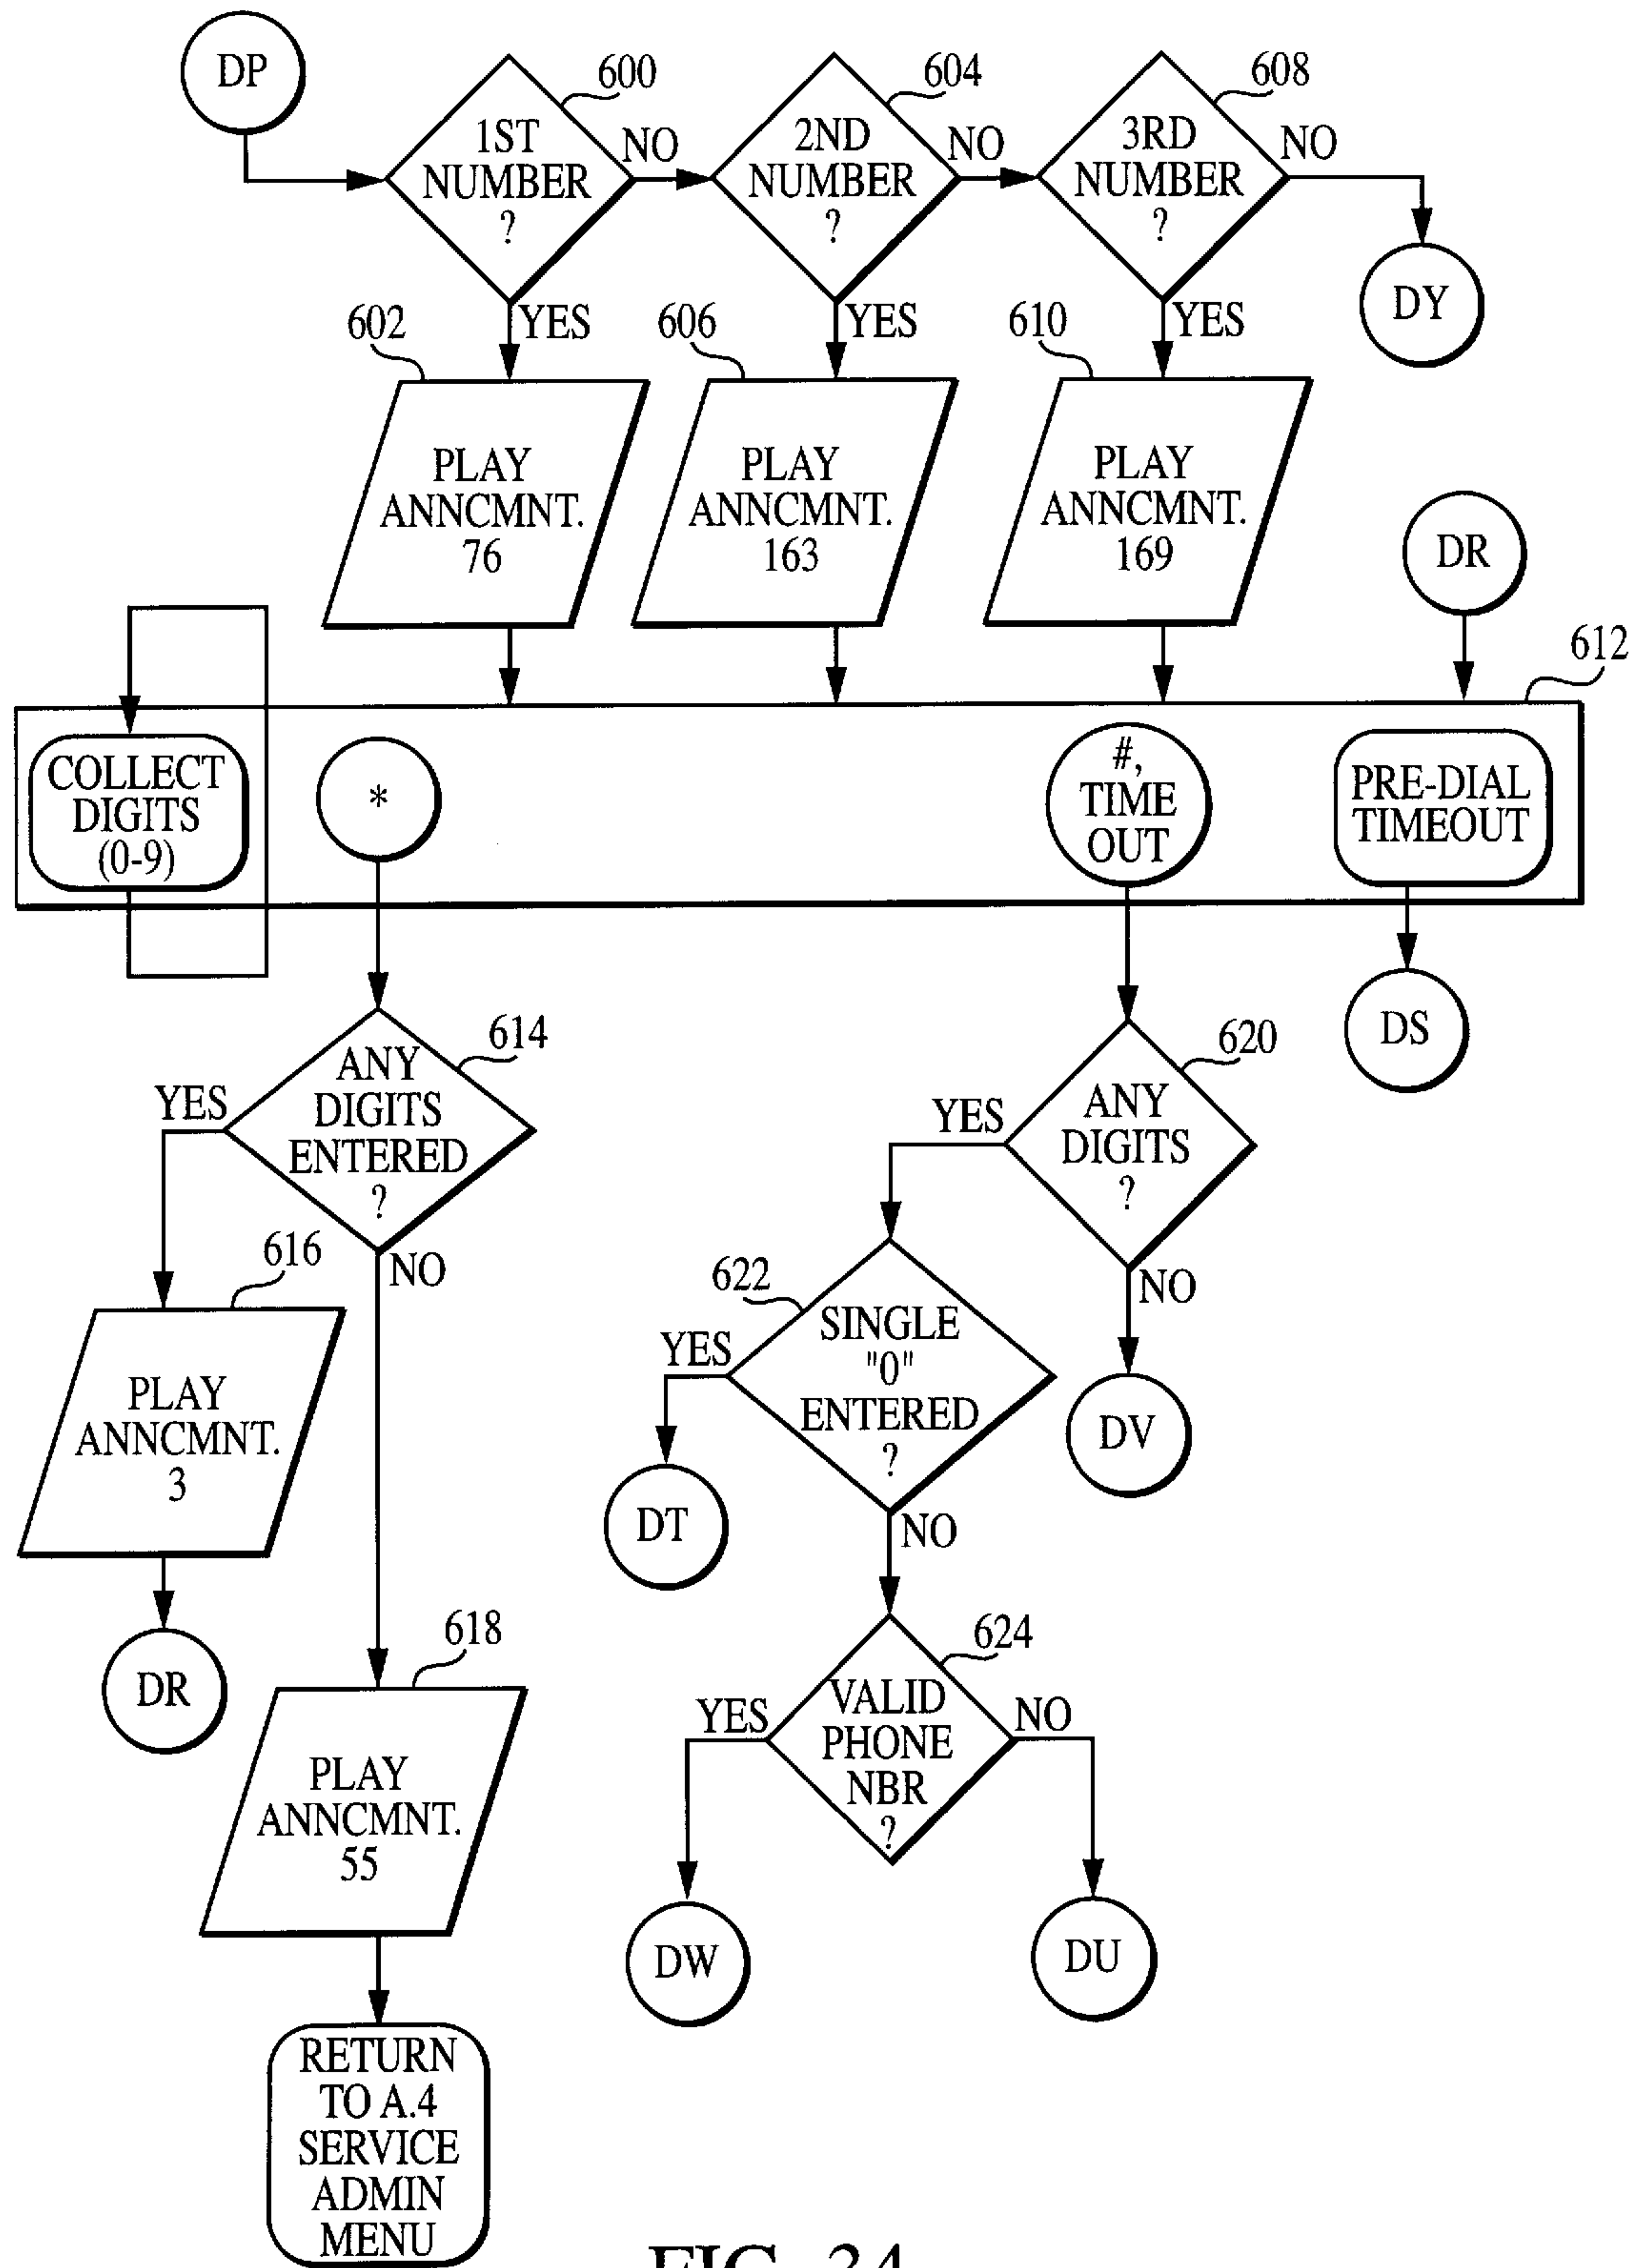 DP
600
604
608
1ST
NUMBER
?
NO
2ND
NUMBER
?
NO
3RD
NUMBER
?
NO
DY
602
YES
606
YES
610
YES
PLAY
ANNCMNT.
76
PLAY
ANNCMNT.
163
PLAY
ANNCMNT.
169
DR
612
COLLECT
DIGITS
(0-9)
*
#,
TIME
OUT
PRE-DIAL
TIMEOUT
DS
614
ANY
DIGITS
ENTERED
?
YES
NO
620
ANY
DIGITS
?
YES
NO
616
PLAY
ANNCMNT.
3
DR
622
SINGLE
"0"
ENTERED
?
YES
NO
DV
DT
618
PLAY
ANNCMNT.
55
624
VALID
PHONE
NBR
?
YES
NO
DW
DU
RETURN
TO A.4
SERVICE
ADMIN
MENU
FIG. 34